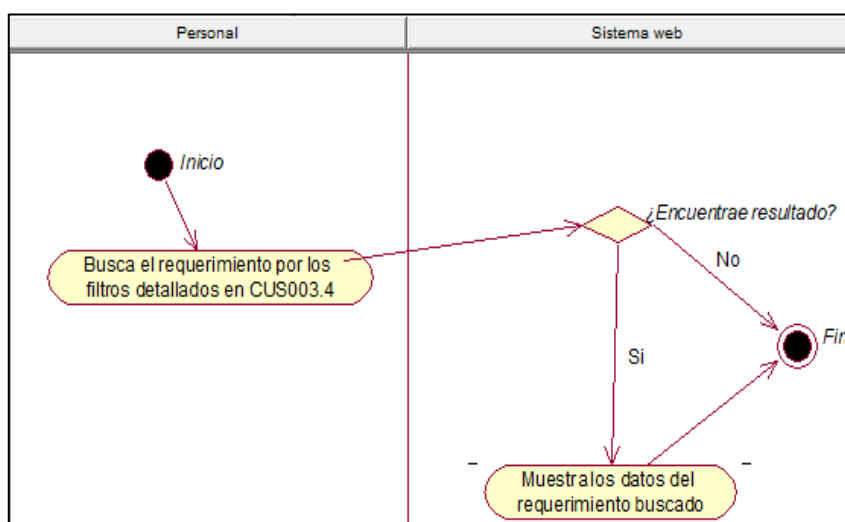 Personal
Sistema web
Inicio
¿Encuentrae resultado?
Busca el requerimiento por los
filtros detallados en CUS003.4
No
Fin
Si
Muestralos datos del
requerimiento buscado